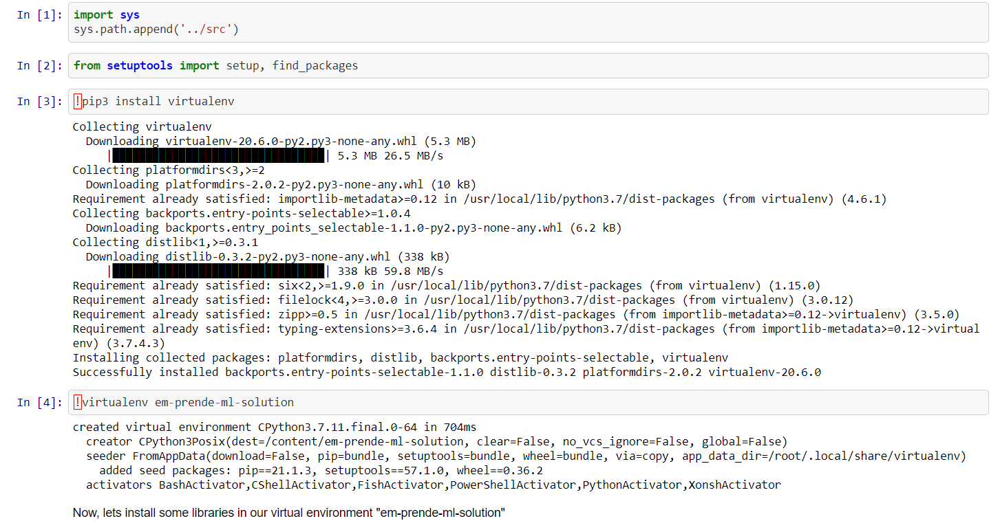 In [1]: import sys
sys.path.append('../src')
In [2]: from setuptools import setup, find_packages
In [3]: !pip3 install virtualenv
Collecting virtualenv
Downloading virtualenv-20.6.0-py2.py3-none-any.whl (5.3 MB)
| | 5.3 MB 26.5 MB/s
Collecting platformdirs<3,>=2
Downloading platformdirs-2.0.2-py2.py3-none-any.whl (10 kB)
Requirement already satisfied: importlib-metadata>=0.12 in /usr/local/lib/python3.7/dist-packages (from virtualenv) (4.6.1)
Collecting backports.entry-points-selectable>=1.0.4
Downloading backports.entry_points_selectable-1.1.0-py2.py3-none-any.whl (6.2 kB)
Collecting distlib<1,>=0.3.1
Downloading distlib-0.3.2-py2.py3-none-any.whl (338 kB)
| | 338 kB 59.8 MB/s
Requirement already satisfied: six<2,>=1.9.0 in /usr/local/lib/python3.7/dist-packages (from virtualenv) (1.15.0)
Requirement already satisfied: filelock<4,>=3.0.0 in /usr/local/lib/python3.7/dist-packages (from virtualenv) (3.0.12)
Requirement already satisfied: zipp>=0.5 in /usr/local/lib/python3.7/dist-packages (from importlib-metadata>=0.12->virtualenv) (3.5.0)
Requirement already satisfied: typing-extensions>=3.6.4 in /usr/local/lib/python3.7/dist-packages (from importlib-metadata>=0.12->virtual
env) (3.7.4.3)
Installing collected packages: platformdirs, distlib, backports.entry-points-selectable, virtualenv
Successfully installed backports.entry-points-selectable-1.1.0 distlib-0.3.2 platformdirs-2.0.2 virtualenv-20.6.0
In [4]: !virtualenv em-prende-ml-solution
created virtual environment CPython3.7.11.final.0-64 in 704ms
creator CPython3Posix(dest=/content/em-prende-ml-solution, clear=False, no_vcs_ignore=False, global=False)
seeder FromAppData(download=False, pip=bundle, setuptools=bundle, wheel=bundle, via=copy, app_data_dir=/root/.local/share/virtualenv)
added seed packages: pip==21.1.3, setuptools==57.1.0, wheel==0.36.2
activators BashActivator,CShellActivator,FishActivator,PowerShellActivator,PythonActivator,XonshActivator
Now, lets install some libraries in our virtual environment "em-prende-ml-solution"